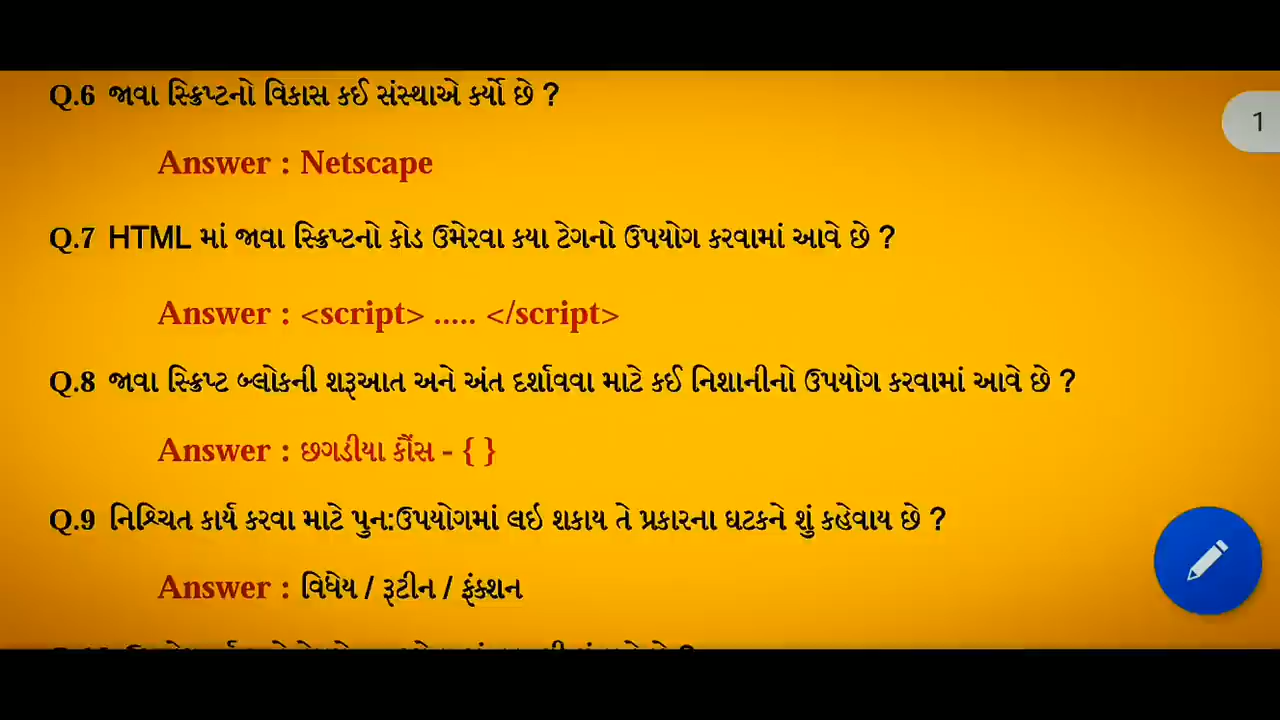 Q.6 જાવા સ્ક્રિપ્ટનો વિકાસ કઈ સંસ્થાએ કર્યો છે ?
1
Answer : Netscape
Q.7 HTML માં જાવા સ્ક્રિપ્ટનો કોડ ઉમેરવા કયા ટેગનો ઉપયોગ કરવામાં આવે છે ?
Answer : <script> ..... </script>
Q.8 જાવા સ્ક્રિપ્ટ બ્લોકની શરૂઆત અને અંત દર્શાવવા માટે કઈ નિશાનીનો ઉપયોગ કરવામાં આવે છે ?
Answer : છગડીયા કૌંસ - { }
Q.9 નિશ્ચિત કાર્ય કરવા માટે પુન:ઉપયોગમાં લઇ શકાય તે પ્રકારના ઘટકને શું કહેવાય છે ?
Answer : વિધેય / રૂટીન / ફંક્શન